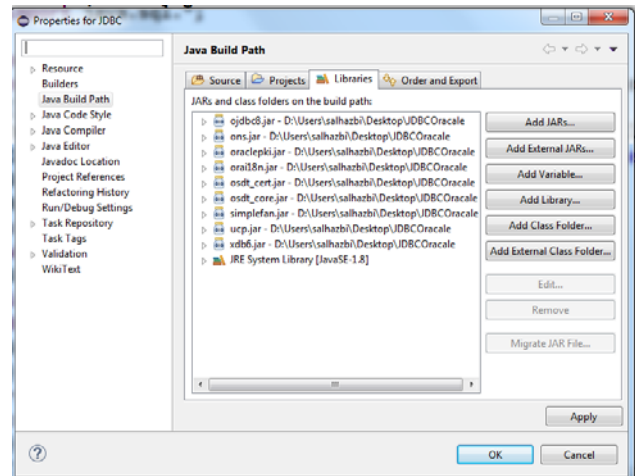 Properties for JDBC
Java Build Path
Resource
Builders
Java Build Path
Java Code Style
Java Compiler
Java Editor
Javadoc Location
Project References
Refactoring History
Run/Debug Settings
Task Repository
Task Tags
Validation
WikiText
Source
Projects
Libraries
Order and Export
JARs and class folders on the build path:
ojdbc8.jar - D:\Users\salhazbi\Desktop\JDBCOracale
ons.jar - D:\Users\salhazbi\Desktop\JDBCOracale
oraclepki.jar - D:\Users\salhazbi\Desktop\JDBCOracale
orai18n.jar - D:\Users\salhazbi\Desktop\JDBCOracale
osdt_cert.jar - D:\Users\salhazbi\Desktop\JDBCOracale
osdt_core.jar - D:\Users\salhazbi\Desktop\JDBCOracale
simplefan.jar - D:\Users\salhazbi\Desktop\JDBCOracale
ucp.jar - D:\Users\salhazbi\Desktop\JDBCOracale
xdb6.jar - D:\Users\salhazbi\Desktop\JDBCOracale
JRE System Library [JavaSE-1.8]
Add JARs...
Add External JARs...
Add Variable...
Add Library...
Add Class Folder...
Add External Class Folder...
Edit...
Remove
Migrate JAR File...
Apply
OK
Cancel